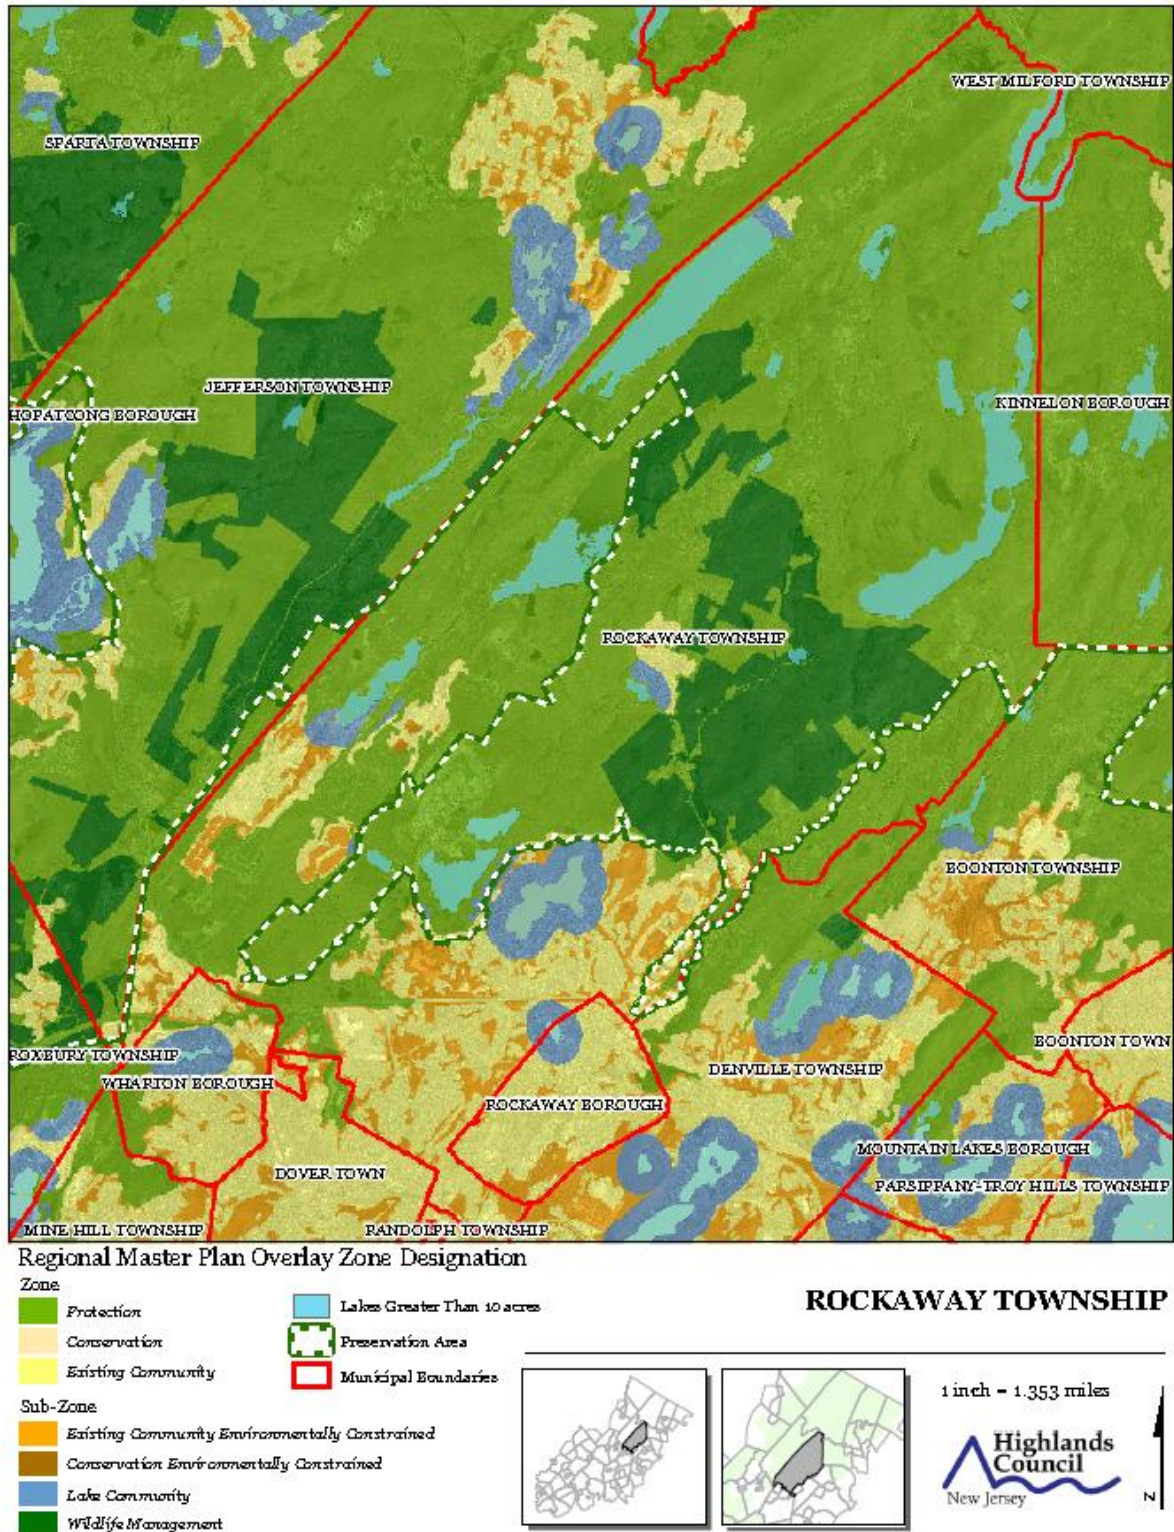 WEST MILFORD TOWNSHIP
SPARTA TOWNSHIP
JEFFERSON TOWNSHIP
HOPATCONG BOROUGH
KINNELON BOROUGH
ROCKAWAY TOWNSHIP
BOONTON TOWNSHIP
ROXBURY TOWNSHIP
BOONTON TOWN
WHARTON BOROUGH
DENVILLE TOWNSHIP
ROCKAWAY BOROUGH
MOUNTAIN LAKES BOROUGH
DOVER TOWN
PARSIPPANY-TROY HILLS TOWNSHIP
MINE HILL TOWNSHIP
RANDOLPH TOWNSHIP
Regional Master Plan Overlay Zone Designation
Zone
Protection
Conservation
Existing Community
Lakes Greater Than 10 acres
Preservation Area
Municipal Boundaries
Sub-Zone
Existing Community Environmentally Constrained
Conservation Environmentally Constrained
Lake Community
Wildlife Management
ROCKAWAY TOWNSHIP
1 inch = 1.353 miles
Highlands
Council
New Jersey
N